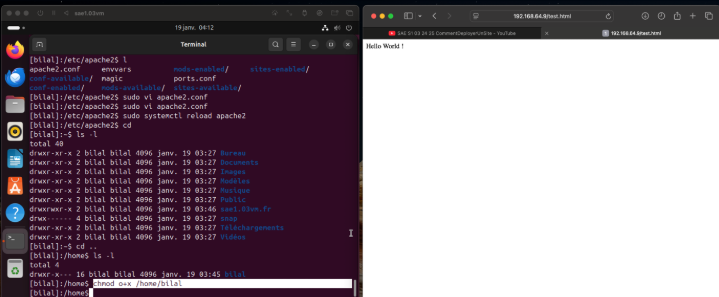 sae1.03vm
19 janv. 04:12
Terminal
[bilal]:/etc/apache2$ l
apache2.conf envvars mods-enabled/ sites-enabled/
conf-available/ magic ports.conf
conf-enabled/ mods-available/ sites-available/
[bilal]:/etc/apache2$ sudo vi apache2.conf
[bilal]:/etc/apache2$ sudo vi apache2.conf
[bilal]:/etc/apache2$ sudo systemctl reload apache2
[bilal]:/etc/apache2$ cd
[bilal]:~$ ls -l
total 40
drwxr-xr-x 2 bilal bilal 4096 janv. 19 03:27 Bureau
drwxr-xr-x 2 bilal bilal 4096 janv. 19 03:27 Documents
drwxr-xr-x 2 bilal bilal 4096 janv. 19 03:27 Images
drwxr-xr-x 2 bilal bilal 4096 janv. 19 03:27 Modèles
drwxr-xr-x 2 bilal bilal 4096 janv. 19 03:27 Musique
drwxr-xr-x 2 bilal bilal 4096 janv. 19 03:27 Public
drwxrwxr-x 2 bilal bilal 4096 janv. 19 03:46 sae1.03vm.fr
drwx------ 4 bilal bilal 4096 janv. 19 03:27 snap
drwxr-xr-x 2 bilal bilal 4096 janv. 19 03:27 Téléchargements
drwxr-xr-x 2 bilal bilal 4096 janv. 19 03:27 Vidéos
[bilal]:~$ cd ..
[bilal]:/home$ ls -l
total 4
drwxr-x--- 16 bilal bilal 4096 janv. 19 03:45 bilal
[bilal]:/home$ chmod o+x /home/bilal
[bilal]:/home$
192.168.64.9/test.html
SAE S1 03 24 25 CommentDeployerUnSite - YouTube
192.168.64.9/test.html
Hello World !